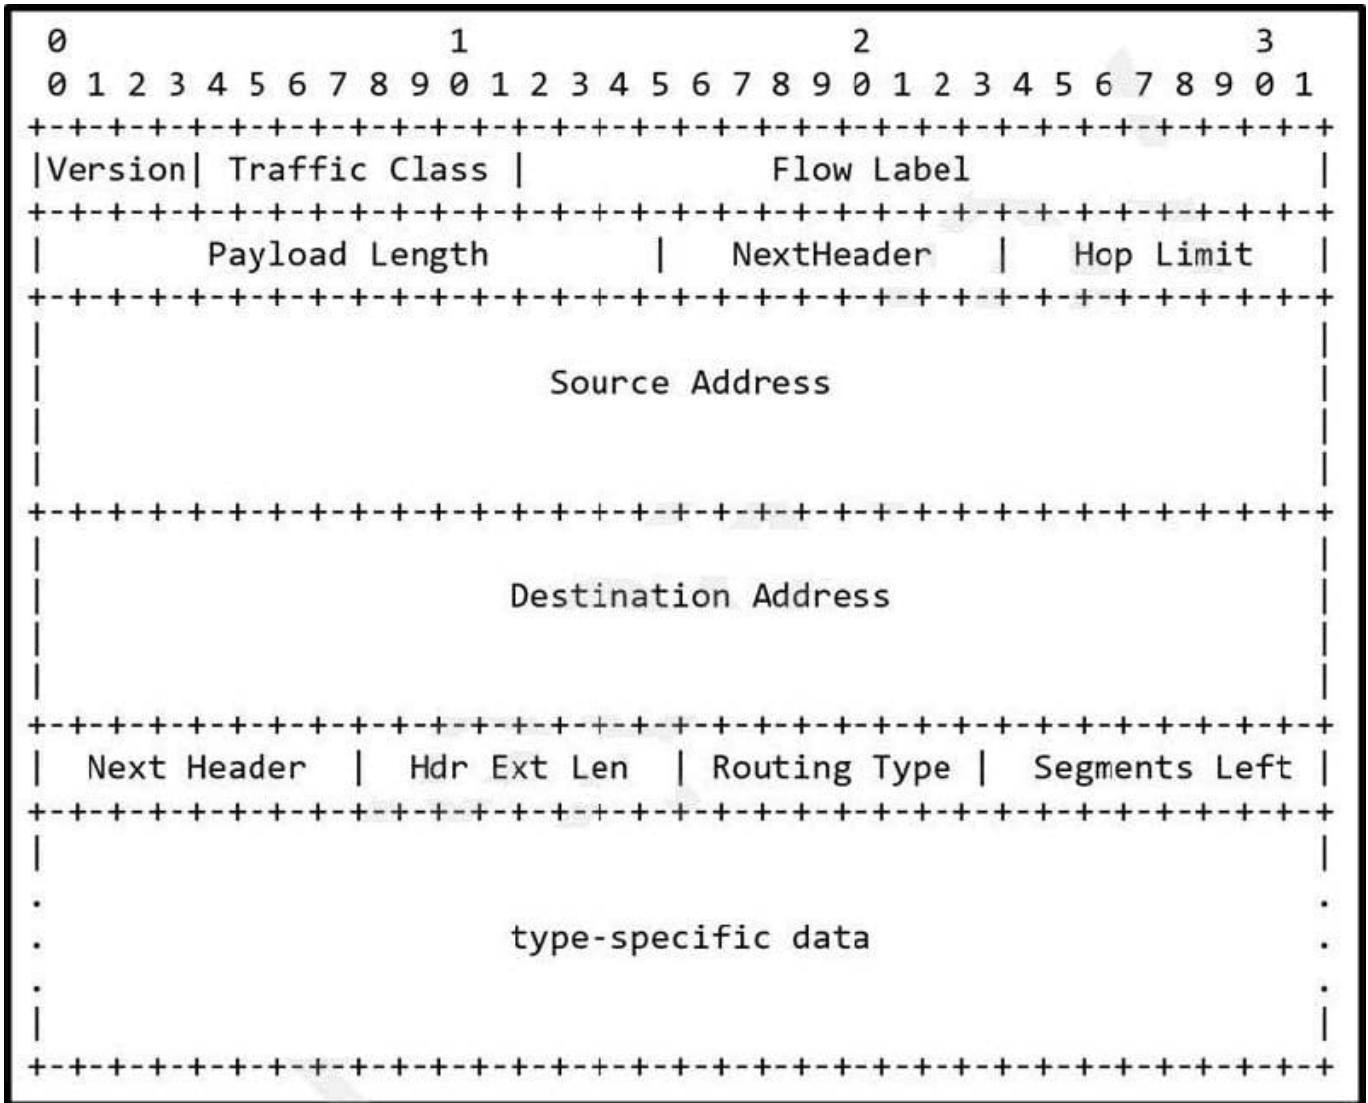 0 1 2 3
0 1 2 3 4 5 6 7 8 9 0 1 2 3 4 5 6 7 8 9 0 1 2 3 4 5 6 7 8 9 0 1
+-+-+-+-+-+-+-+-+-+-+-+-+-+-+-+-+-+-+-+-+-+-+-+-+-+-+-+-+-+-+-+-+
|Version| Traffic Class | Flow Label |
+-+-+-+-+-+-+-+-+-+-+-+-+-+-+-+-+-+-+-+-+-+-+-+-+-+-+-+-+-+-+-+-+
| Payload Length | NextHeader | Hop Limit |
+-+-+-+-+-+-+-+-+-+-+-+-+-+-+-+-+-+-+-+-+-+-+-+-+-+-+-+-+-+-+-+-+
| |
| Source Address |
| |
| |
+-+-+-+-+-+-+-+-+-+-+-+-+-+-+-+-+-+-+-+-+-+-+-+-+-+-+-+-+-+-+-+-+
| |
| Destination Address |
| |
| |
+-+-+-+-+-+-+-+-+-+-+-+-+-+-+-+-+-+-+-+-+-+-+-+-+-+-+-+-+-+-+-+-+
| Next Header | Hdr Ext Len | Routing Type | Segments Left |
+-+-+-+-+-+-+-+-+-+-+-+-+-+-+-+-+-+-+-+-+-+-+-+-+-+-+-+-+-+-+-+-+
| |
. .
. type-specific data .
. .
| |
+-+-+-+-+-+-+-+-+-+-+-+-+-+-+-+-+-+-+-+-+-+-+-+-+-+-+-+-+-+-+-+-+